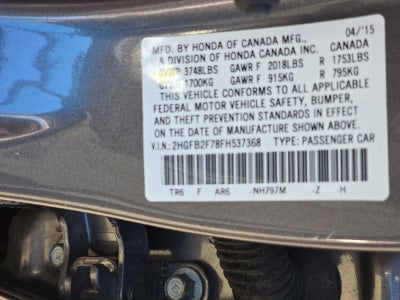 04/'15
MFD. BY HONDA OF CANADA MFG., CANADA
A DIVISION OF HONDA CANADA INC.
GVWR 3748LBS GAWR F 2018LBS R 1753LBS
1700KG GAWR F 915KG R 795KG
THIS VEHICLE CONFORMS TO ALL APPLICABLE
FEDERAL MOTOR VEHICLE SAFETY, BUMPER,
AND THEFT PREVENTION STANDARDS IN EFFECT
ON THE DATE OF MANUFACTURE SHOWN ABOVE.
V.I.N.: 2HGFB2F78FH537368 TYPE: PASSENGER CAR
TR6 F AR6 -NH797M -Z -H